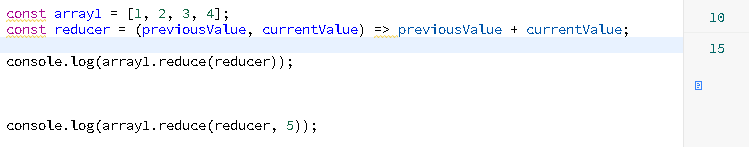 const array1 = [1, 2, 3, 4];
const reducer = (previousValue, currentValue) => previousValue + currentValue;
console.log(array1.reduce(reducer));
console.log(array1.reduce(reducer, 5));
10
15